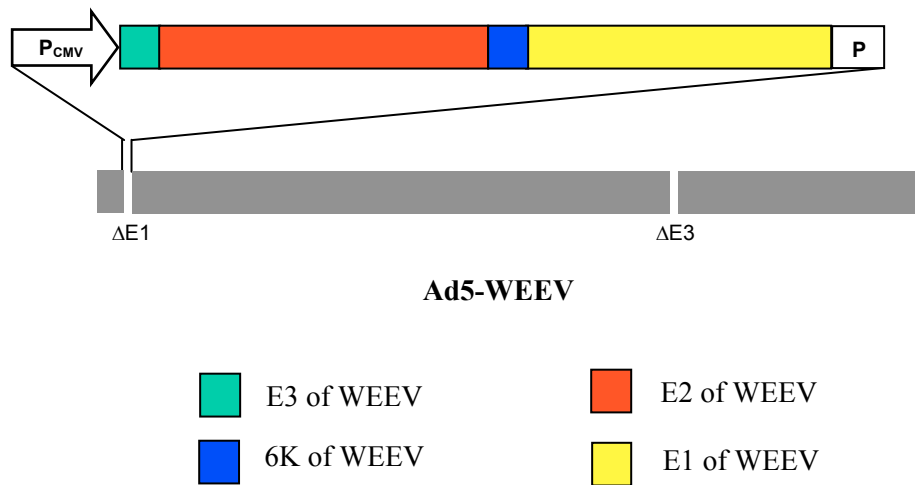 PCMV P
ΔE1 ΔE3
Ad5-WEEV
E3 of WEEV E2 of WEEV
6K of WEEV E1 of WEEV